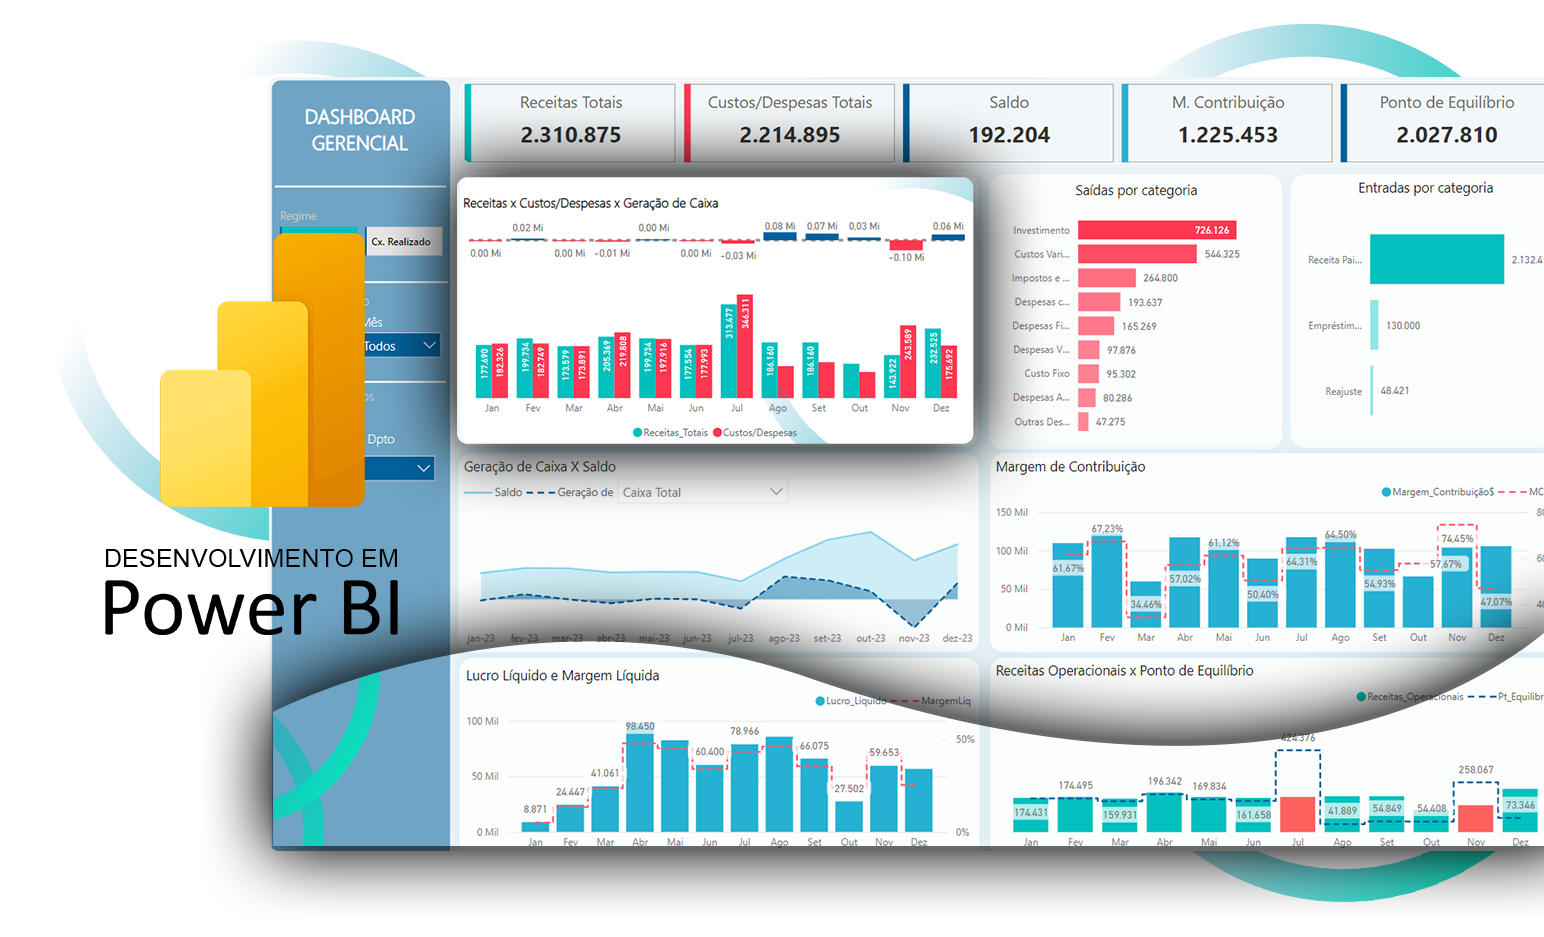 DASHBOARD
GERENCIAL
Regime
Cx. Realizado
Mês
Todos
Dpto
DESENVOLVIMENTO EM
Power BI
Receitas Totais
2.310.875
Custos/Despesas Totais
2.214.895
Saldo
192.204
M. Contribuição
1.225.453
Ponto de Equilíbrio
2.027.810
Receitas x Custos/Despesas x Geração de Caixa
0,02 Mi 0,00 Mi 0,08 Mi 0,07 Mi 0,03 Mi 0,06 Mi
0,00 Mi 0,00 Mi -0,01 Mi 0,00 Mi -0,03 Mi -0,10 Mi
177.690 182.326 199.734 182.749 173.579 173.891 205.369 219.808 199.734 197.916 177.554 177.993 313.477 346.311 186.160 186.160 143.922 243.589 232.525 175.692
Jan Fev Mar Abr Mai Jun Jul Ago Set Out Nov Dez
Receitas_Totais Custos/Despesas
Saídas por categoria
Investimento 726.126
Custos Vari... 544.325
Impostos e ... 264.800
Despesas c... 193.637
Despesas Fi... 165.269
Despesas V... 97.876
Custo Fixo 95.302
Despesas A... 80.286
Outras Des... 47.275
Entradas por categoria
Receita Pai... 2.132.4
Empréstim... 130.000
Reajuste 48.421
Geração de Caixa X Saldo
Saldo Geração de Caixa Total
jan-23 fev-23 mar-23 abr-23 mai-23 jun-23 jul-23 ago-23 set-23 out-23 nov-23 dez-23
Margem de Contribuição
Margem_Contribuição$ MC
150 Mil
100 Mil
50 Mil
0 Mil
61,67% 67,23% 34,46% 57,02% 61,12% 50,40% 64,31% 64,50% 54,93% 57,67% 74,45% 47,07%
Jan Fev Mar Abr Mai Jun Jul Ago Set Out Nov Dez
Lucro Líquido e Margem Líquida
Lucro_Liquido MargemLiq
100 Mil
50 Mil
0 Mil
50%
0%
8.871 24.447 41.061 98.450 60.400 78.966 66.075 27.502 59.653
Jan Fev Mar Abr Mai Jun Jul Ago Set Out Nov Dez
Receitas Operacionais x Ponto de Equilíbrio
Receitas_Operacionais Pt_Equilibr
174.431 174.495 159.931 196.342 169.834 161.658 424.376 41.889 54.849 54.408 258.067 73.346
Jan Fev Mar Abr Mai Jun Jul Ago Set Out Nov Dez